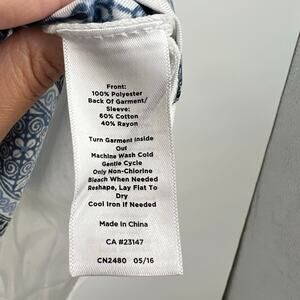 Front:
100% Polyester
Back Of Garment/
Sleeve:
60% Cotton
40% Rayon
Turn Garment Inside
Out
Machine Wash Cold
Gentle Cycle
Only Non-Chlorine
Bleach When Needed
Reshape, Lay Flat To
Dry
Cool Iron If Needed
Made in China
CA #23147
CN2480 05/16